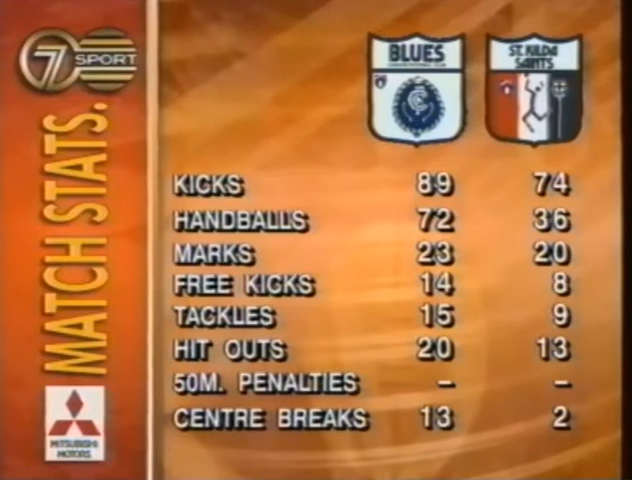 7 SPORT
MATCH STATS.
MITSUBISHI
MOTORS
BLUES
ST. KILDA
SAINTS
KICKS 89 74
HANDBALLS 72 36
MARKS 23 20
FREE KICKS 14 8
TACKLES 15 9
HIT OUTS 20 13
50M. PENALTIES – –
CENTRE BREAKS 13 2